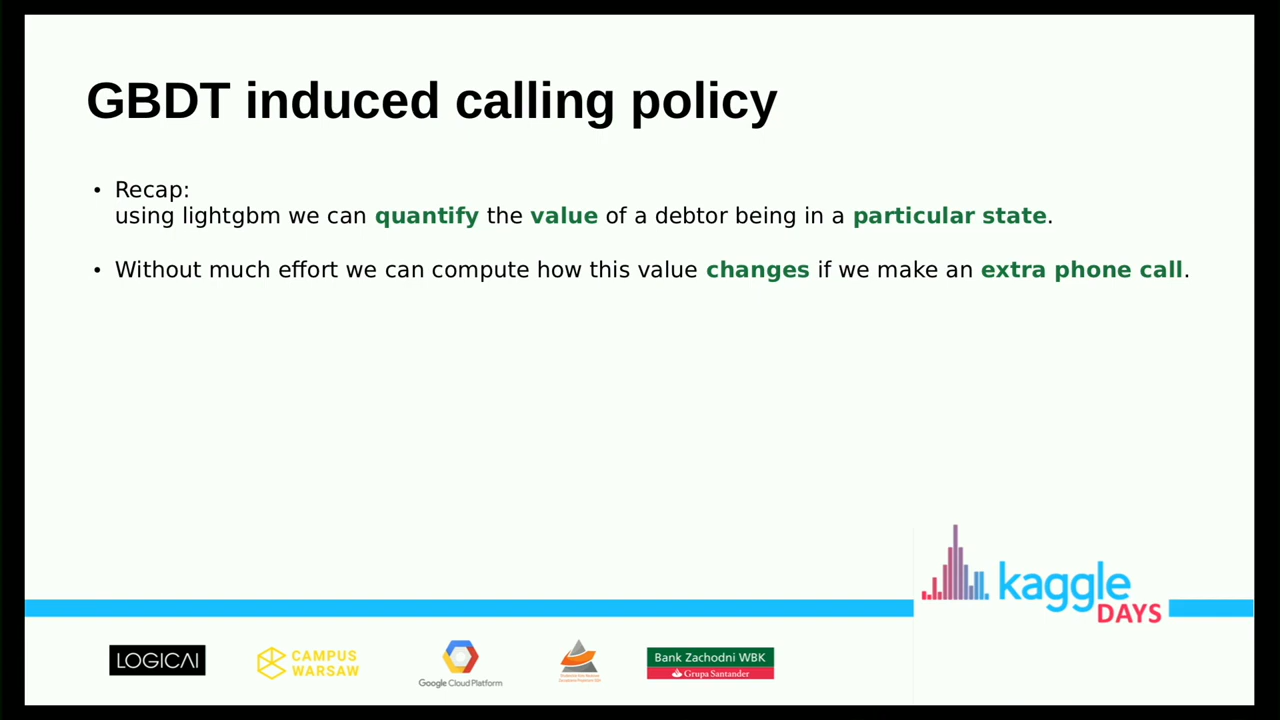 GBDT induced calling policy
• Recap:
using lightgbm we can quantify the value of a debtor being in a particular state.
• Without much effort we can compute how this value changes if we make an extra phone call.
kaggle
DAYS
LOGICAI
CAMPUS
WARSAW
Google Cloud Platform
Bank Zachodni WBK
Grupa Santander